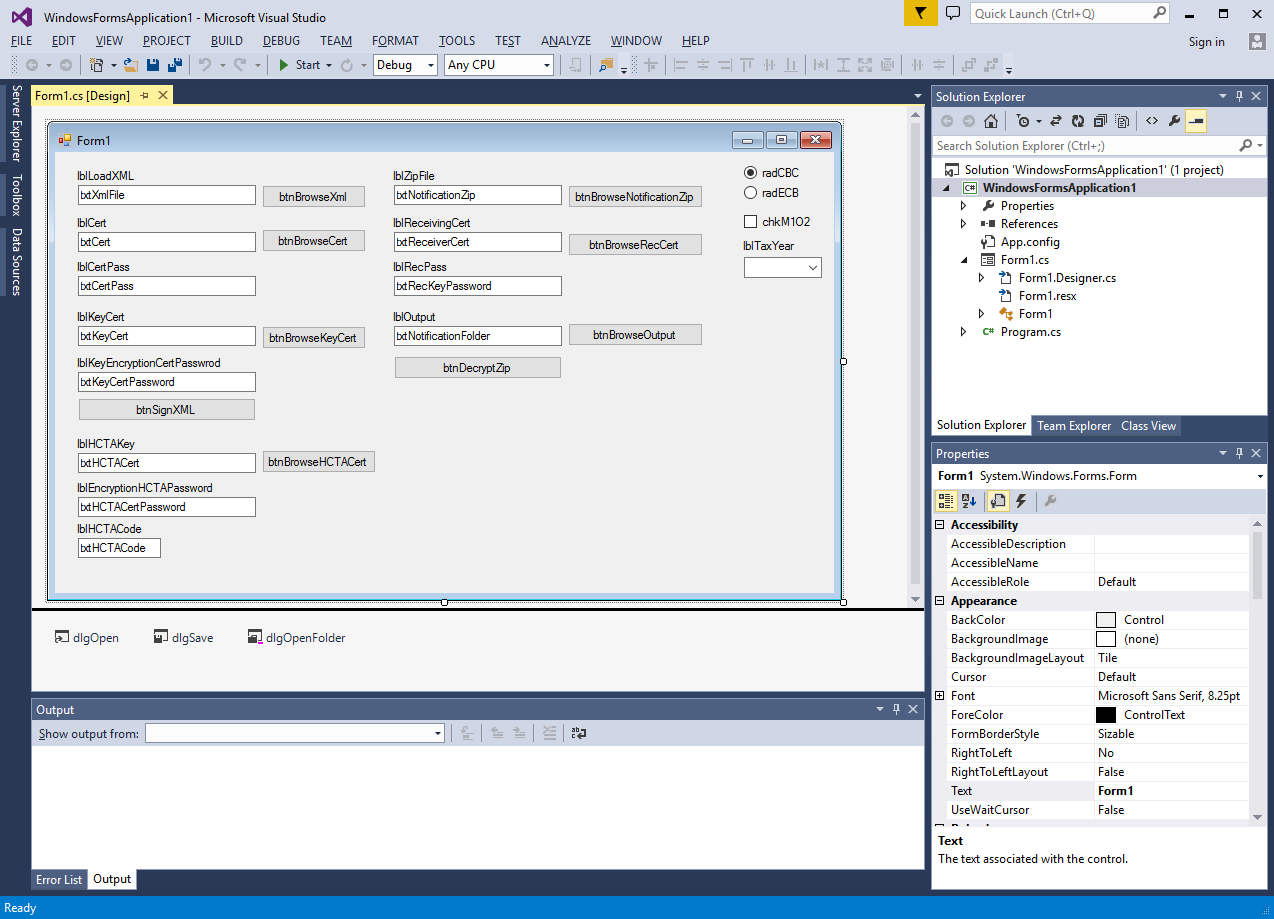 WindowsFormsApplication1 - Microsoft Visual Studio
Quick Launch (Ctrl+Q)
FILE EDIT VIEW PROJECT BUILD DEBUG TEAM FORMAT TOOLS TEST ANALYZE WINDOW HELP
Sign in
Start Debug Any CPU
Server Explorer
Toolbox
Data Sources
Form1.cs [Design]
Form1
lblLoadXML
txtXmlFile
btnBrowseXml
lblCert
txtCert
btnBrowseCert
lblCertPass
txtCertPass
lblKeyCert
txtKeyCert
btnBrowseKeyCert
lblKeyEncryptionCertPasswrod
txtKeyCertPassword
btnSignXML
lblHCTAKey
txtHCTACert
btnBrowseHCTACert
lblEncryptionHCTAPassword
txtHCTACertPassword
lblHCTACode
txtHCTACode
lblZipFile
txtNotificationZip
btnBrowseNotificationZip
lblReceivingCert
txtReceiverCert
btnBrowseRecCert
lblRecPass
txtRecKeyPassword
lblOutput
txtNotificationFolder
btnBrowseOutput
btnDecryptZip
radCBC
radECB
chkM1O2
lblTaxYear
dlgOpen
dlgSave
dlgOpenFolder
Output
Show output from:
Error List
Output
Solution Explorer
Search Solution Explorer (Ctrl+;)
Solution 'WindowsFormsApplication1' (1 project)
C# WindowsFormsApplication1
Properties
References
App.config
Form1.cs
Form1.Designer.cs
Form1.resx
Form1
C# Program.cs
Solution Explorer Team Explorer Class View
Properties
Form1 System.Windows.Forms.Form
Accessibility
AccessibleDescription
AccessibleName
AccessibleRole Default
Appearance
BackColor Control
BackgroundImage (none)
BackgroundImageLayout Tile
Cursor Default
Font Microsoft Sans Serif, 8.25pt
ForeColor ControlText
FormBorderStyle Sizable
RightToLeft No
RightToLeftLayout False
Text Form1
UseWaitCursor False
Text
The text associated with the control.
Ready